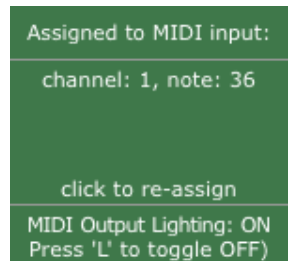 Assigned to MIDI input:
channel: 1, note: 36
click to re-assign
MIDI Output Lighting: ON
Press 'L' to toggle OFF)